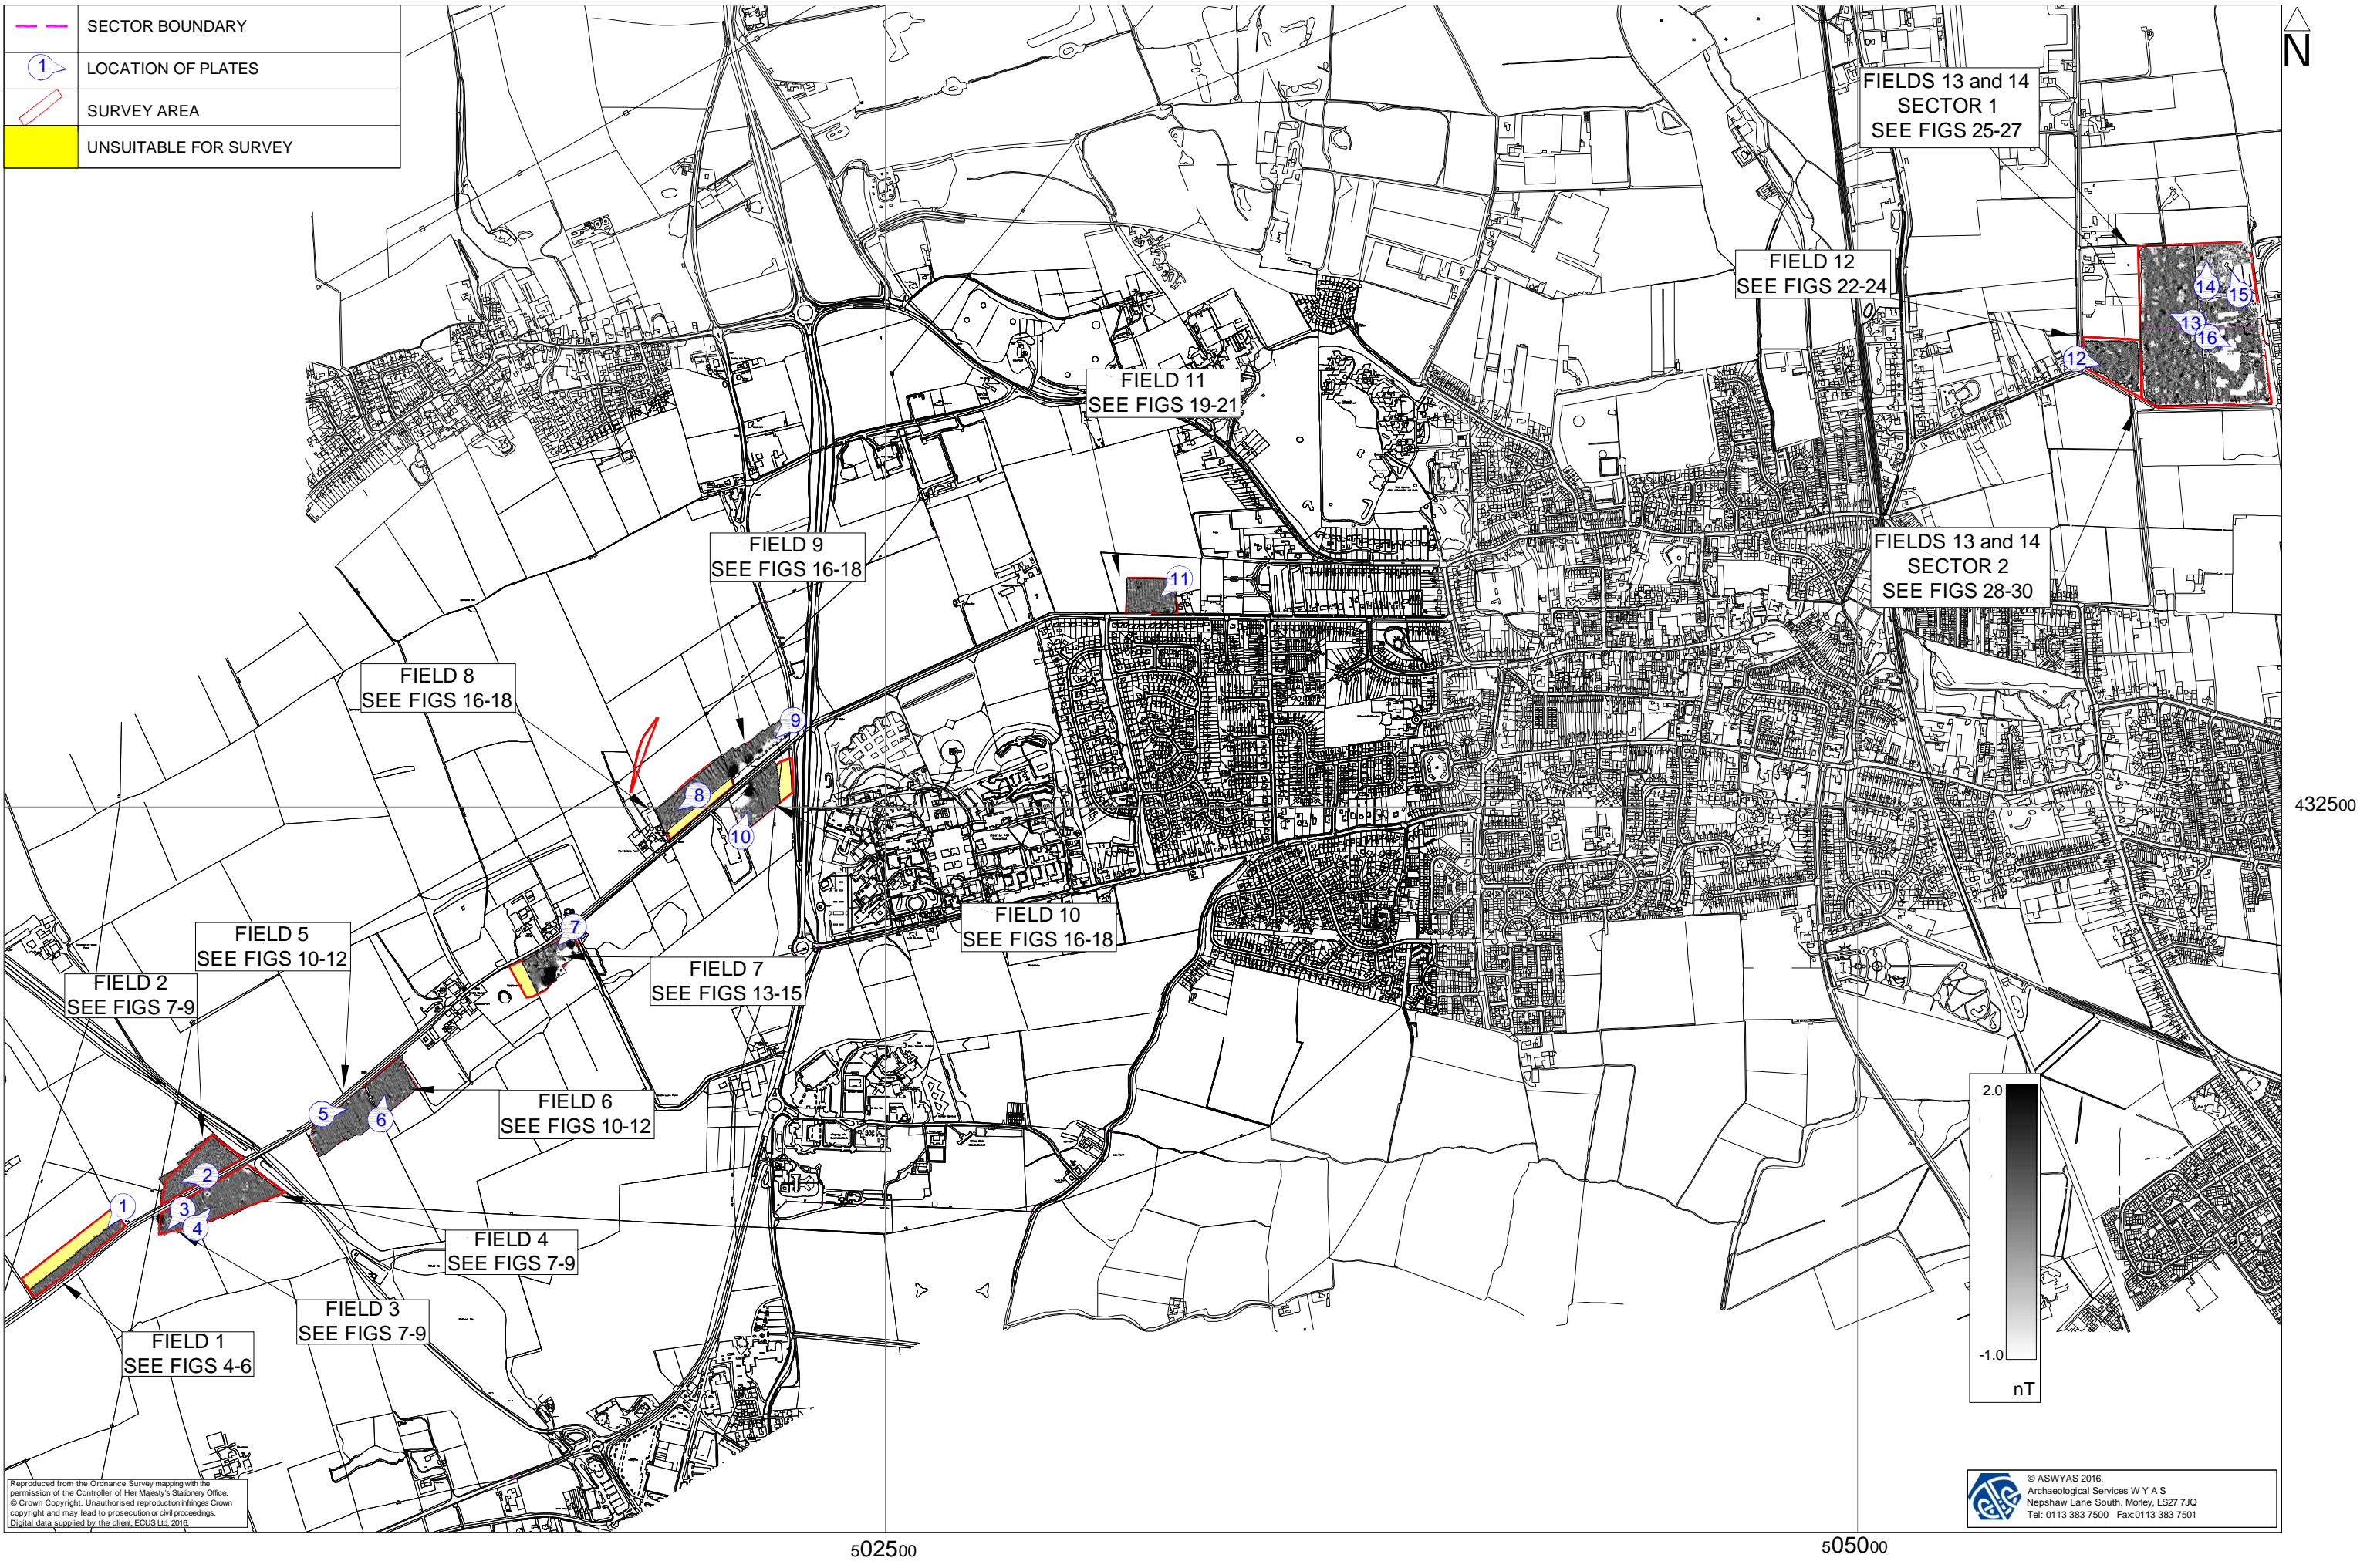 SECTOR BOUNDARY
1
LOCATION OF PLATES
SURVEY AREA
UNSUITABLE FOR SURVEY
N
FIELDS 13 and 14
SECTOR 1
SEE FIGS 25-27
FIELD 12
SEE FIGS 22-24
14
15
13
16
12
FIELD 11
SEE FIGS 19-21
FIELD 9
SEE FIGS 16-18
FIELDS 13 and 14
SECTOR 2
SEE FIGS 28-30
11
FIELD 8
SEE FIGS 16-18
9
8
10
432500
FIELD 10
SEE FIGS 16-18
FIELD 5
SEE FIGS 10-12
7
FIELD 7
SEE FIGS 13-15
FIELD 2
SEE FIGS 7-9
5
6
FIELD 6
SEE FIGS 10-12
2.0
-1.0
nT
2
1
3
4
FIELD 4
SEE FIGS 7-9
FIELD 3
SEE FIGS 7-9
FIELD 1
SEE FIGS 4-6
Reproduced from the Ordnance Survey mapping with the
permission of the Controller of Her Majesty's Stationery Office.
© Crown Copyright. Unauthorised reproduction infringes Crown
copyright and may lead to prosecution or civil proceedings.
Digital data supplied by the client, ECUS Ltd, 2016.
© ASWYAS 2016.
Archaeological Services W Y A S
Nepshaw Lane South, Morley, LS27 7JQ
Tel: 0113 383 7500 Fax:0113 383 7501
502500
505000